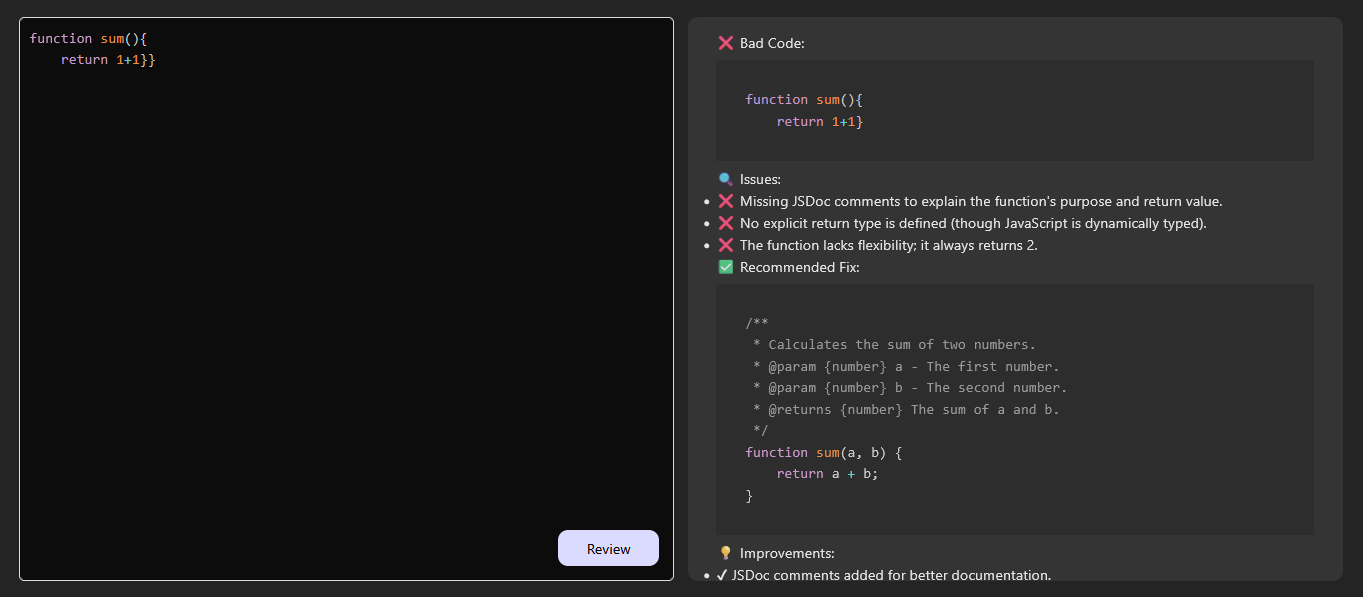 function sum(){
    return 1+1}}
Review
❌ Bad Code:
function sum(){
    return 1+1}
🔍 Issues:
• ❌ Missing JSDoc comments to explain the function's purpose and return value.
• ❌ No explicit return type is defined (though JavaScript is dynamically typed).
• ❌ The function lacks flexibility; it always returns 2.
✅ Recommended Fix:
/**
 * Calculates the sum of two numbers.
 * @param {number} a - The first number.
 * @param {number} b - The second number.
 * @returns {number} The sum of a and b.
 */
function sum(a, b) {
    return a + b;
}
💡 Improvements:
• ✔ JSDoc comments added for better documentation.